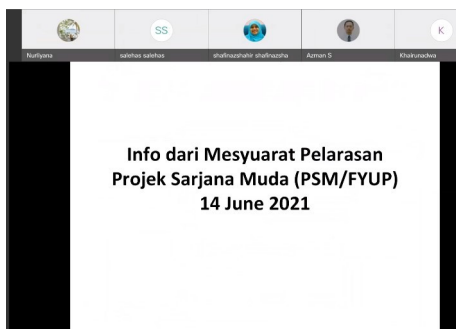 SS
K
Nurliyana
salehas salehas
shafinazshahir shafinazsha
Azman S
Khairunadwa
Info dari Mesyuarat Pelarasan
Projek Sarjana Muda (PSM/FYUP)
14 June 2021